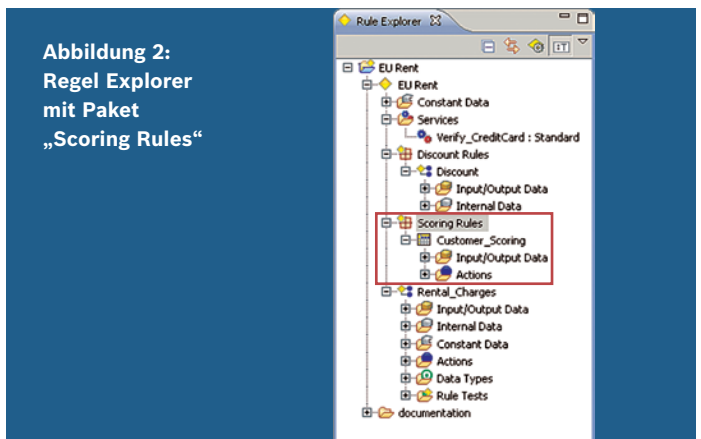 Abbildung 2:
Regel Explorer
mit Paket
„Scoring Rules“
Rule Explorer
EU Rent
EU Rent
Constant Data
Services
Verify_CreditCard : Standard
Discount Rules
Discount
Input/Output Data
Internal Data
Scoring Rules
Customer_Scoring
Input/Output Data
Actions
Rental_Charges
Input/Output Data
Internal Data
Constant Data
Actions
Data Types
Rule Tests
documentation